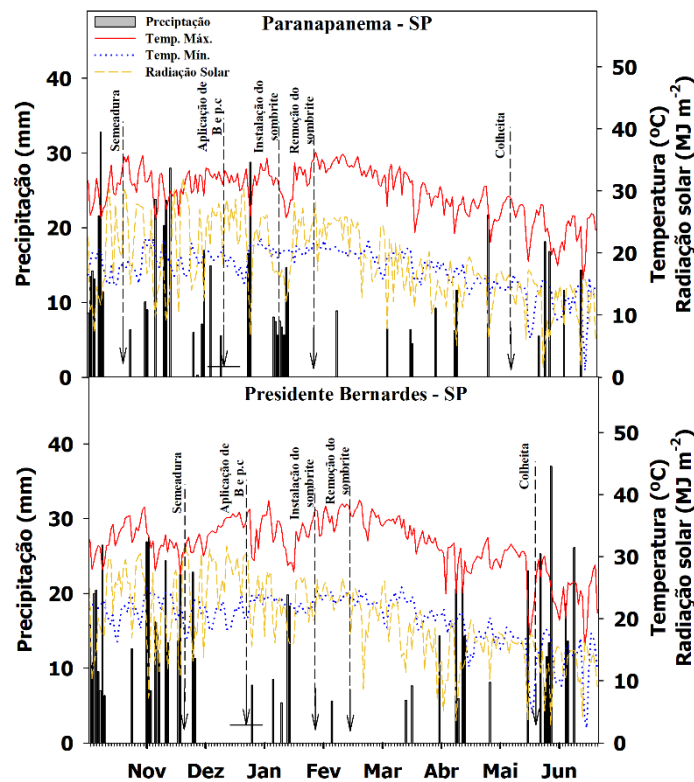 Paranapanema - SP
Preciptação
Temp. Máx.
Temp. Mín.
Radiação Solar
Semeadura
Aplicação de
B e p.c
Instalação do
sombrite
Remoção do
sombrite
Colheita
40
30
20
10
0
Precipitação (mm)
50
40
30
20
10
0
Temperatura (ºC)
Radiação solar (MJ m-2)
Presidente Bernardes - SP
Semeadura
Aplicação de
B e p.c
Instalação do
sombrite
Remoção do
sombrite
Colheita
40
30
20
10
0
Precipitação (mm)
50
40
30
20
10
0
Temperatura (ºC)
Radiação solar (MJ m-2)
Nov Dez Jan Fev Mar Abr Mai Jun